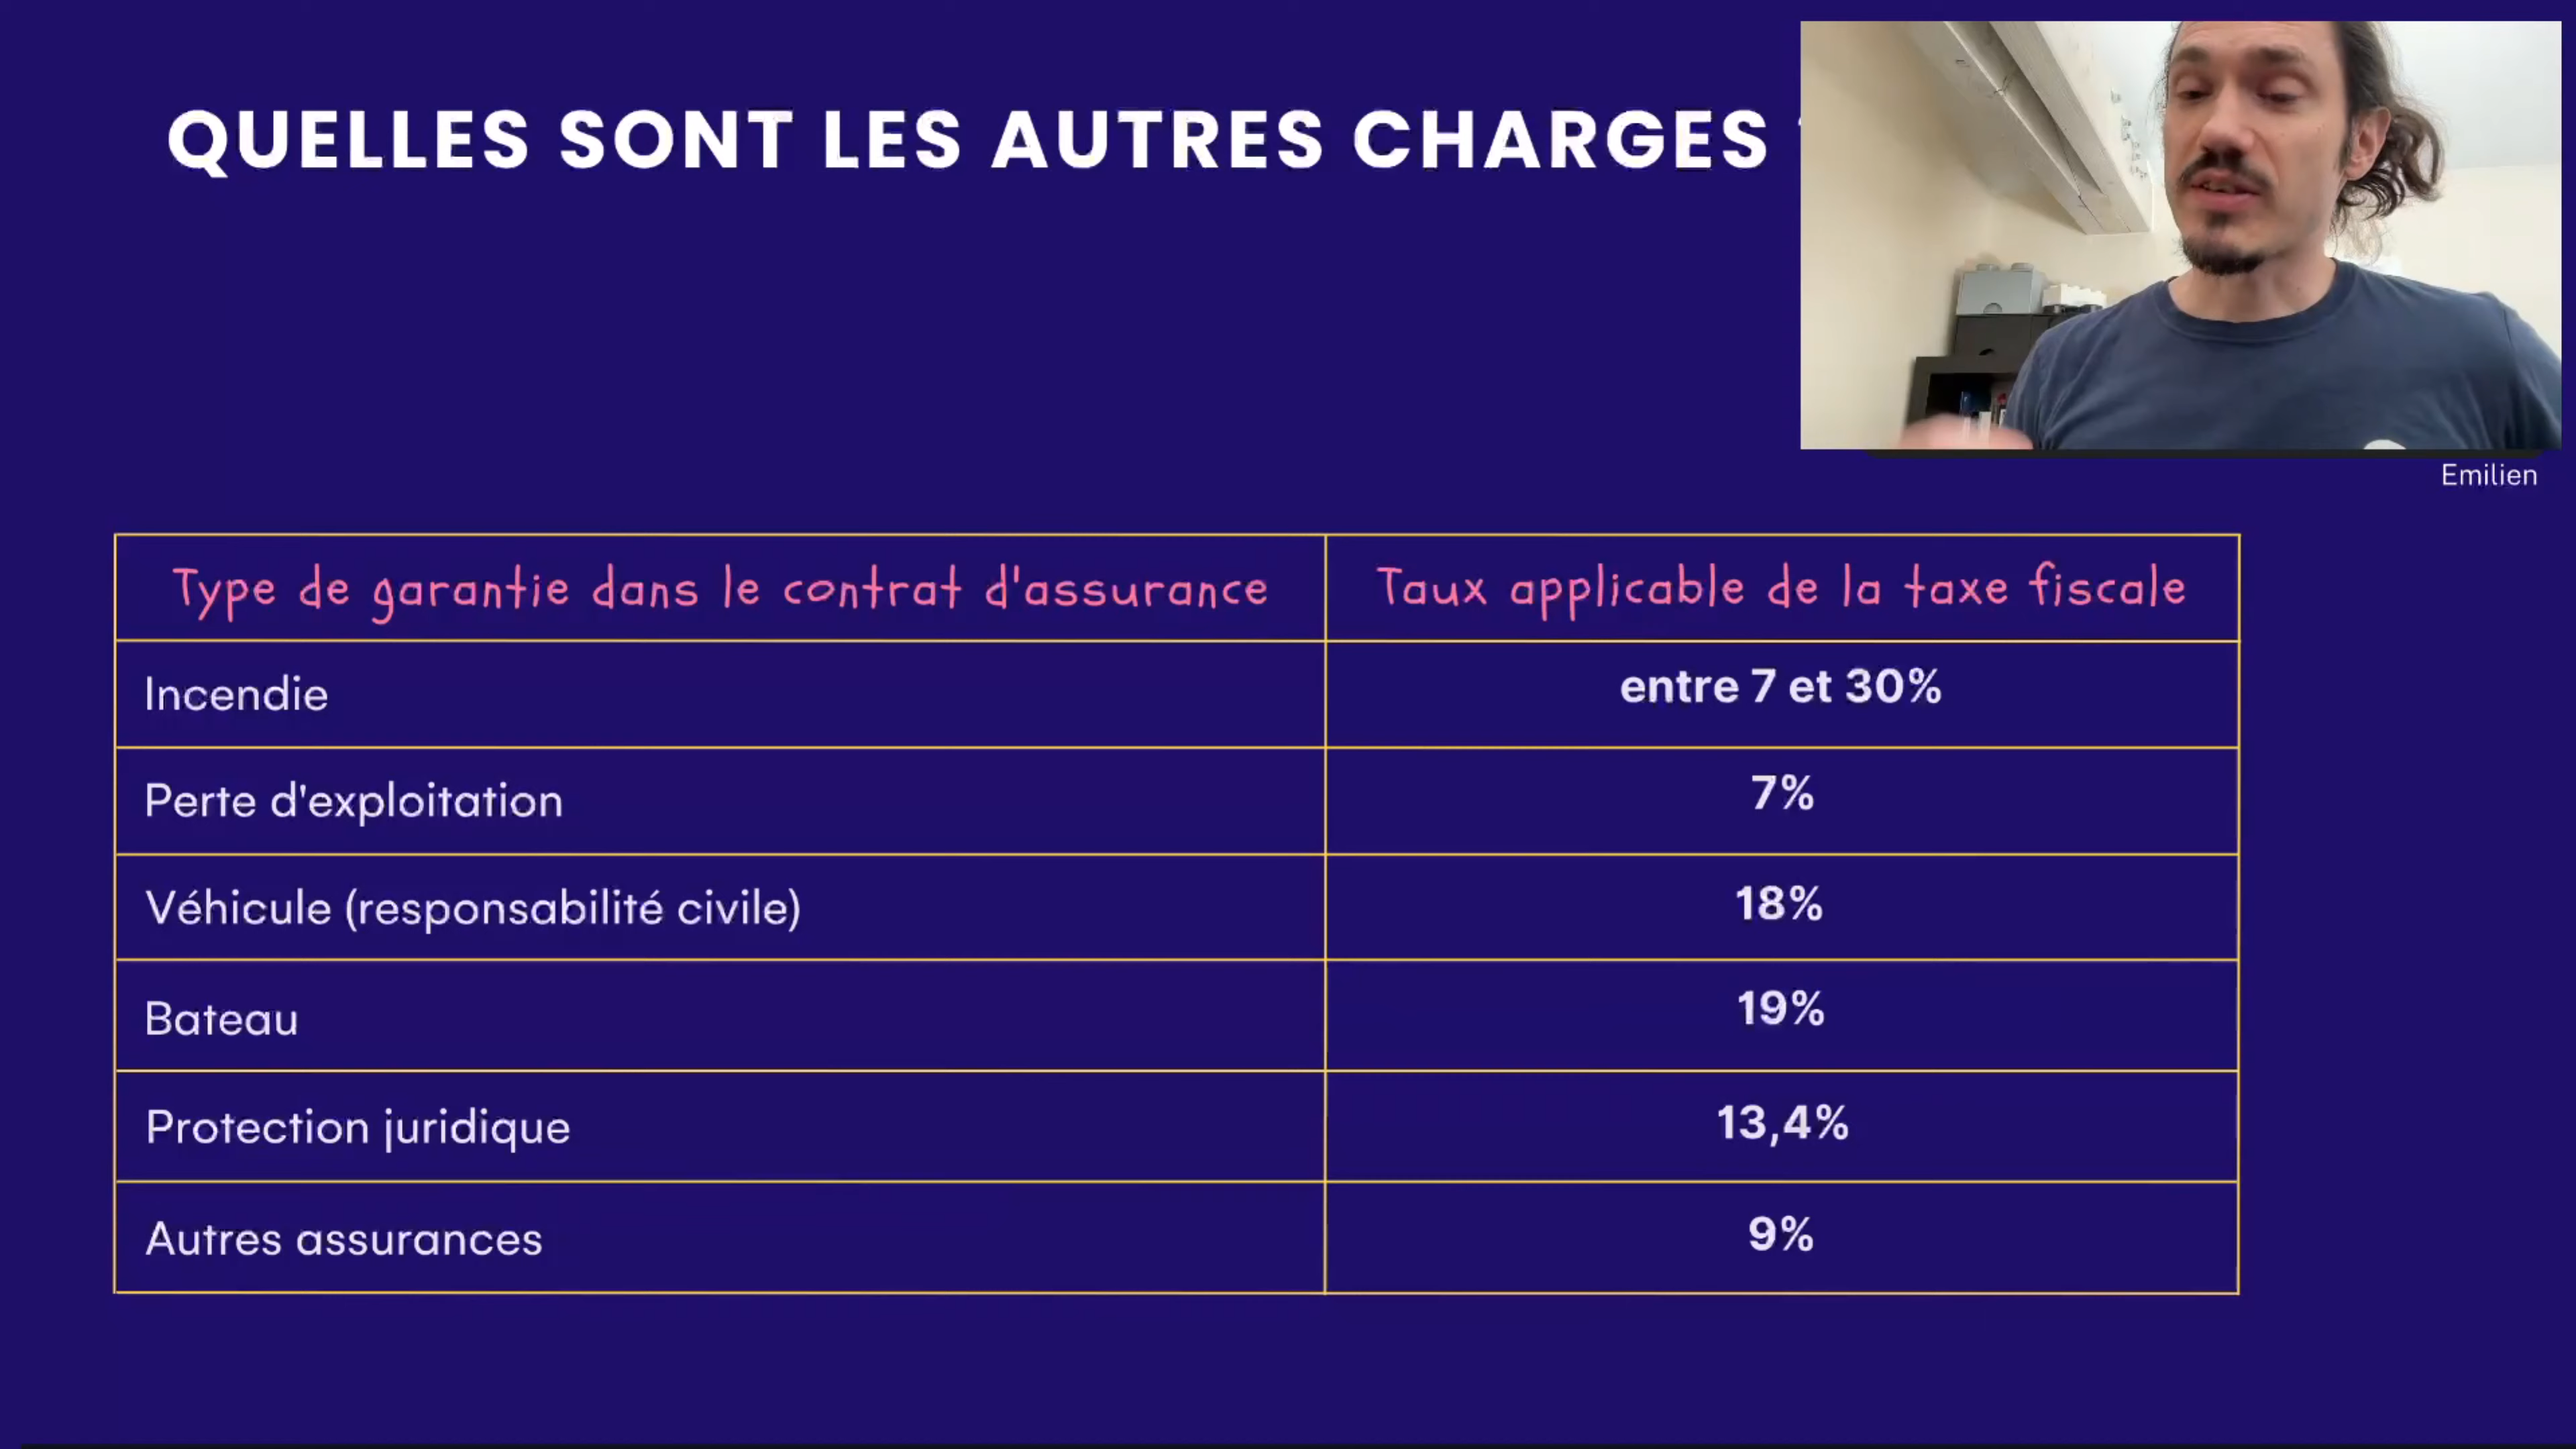 QUELLES SONT LES AUTRES CHARGES
Emilien
Type de garantie dans le contrat d'assurance
Taux applicable de la taxe fiscale
Incendie
entre 7 et 30%
Perte d'exploitation
7%
Véhicule (responsabilité civile)
18%
Bateau
19%
Protection juridique
13,4%
Autres assurances
9%